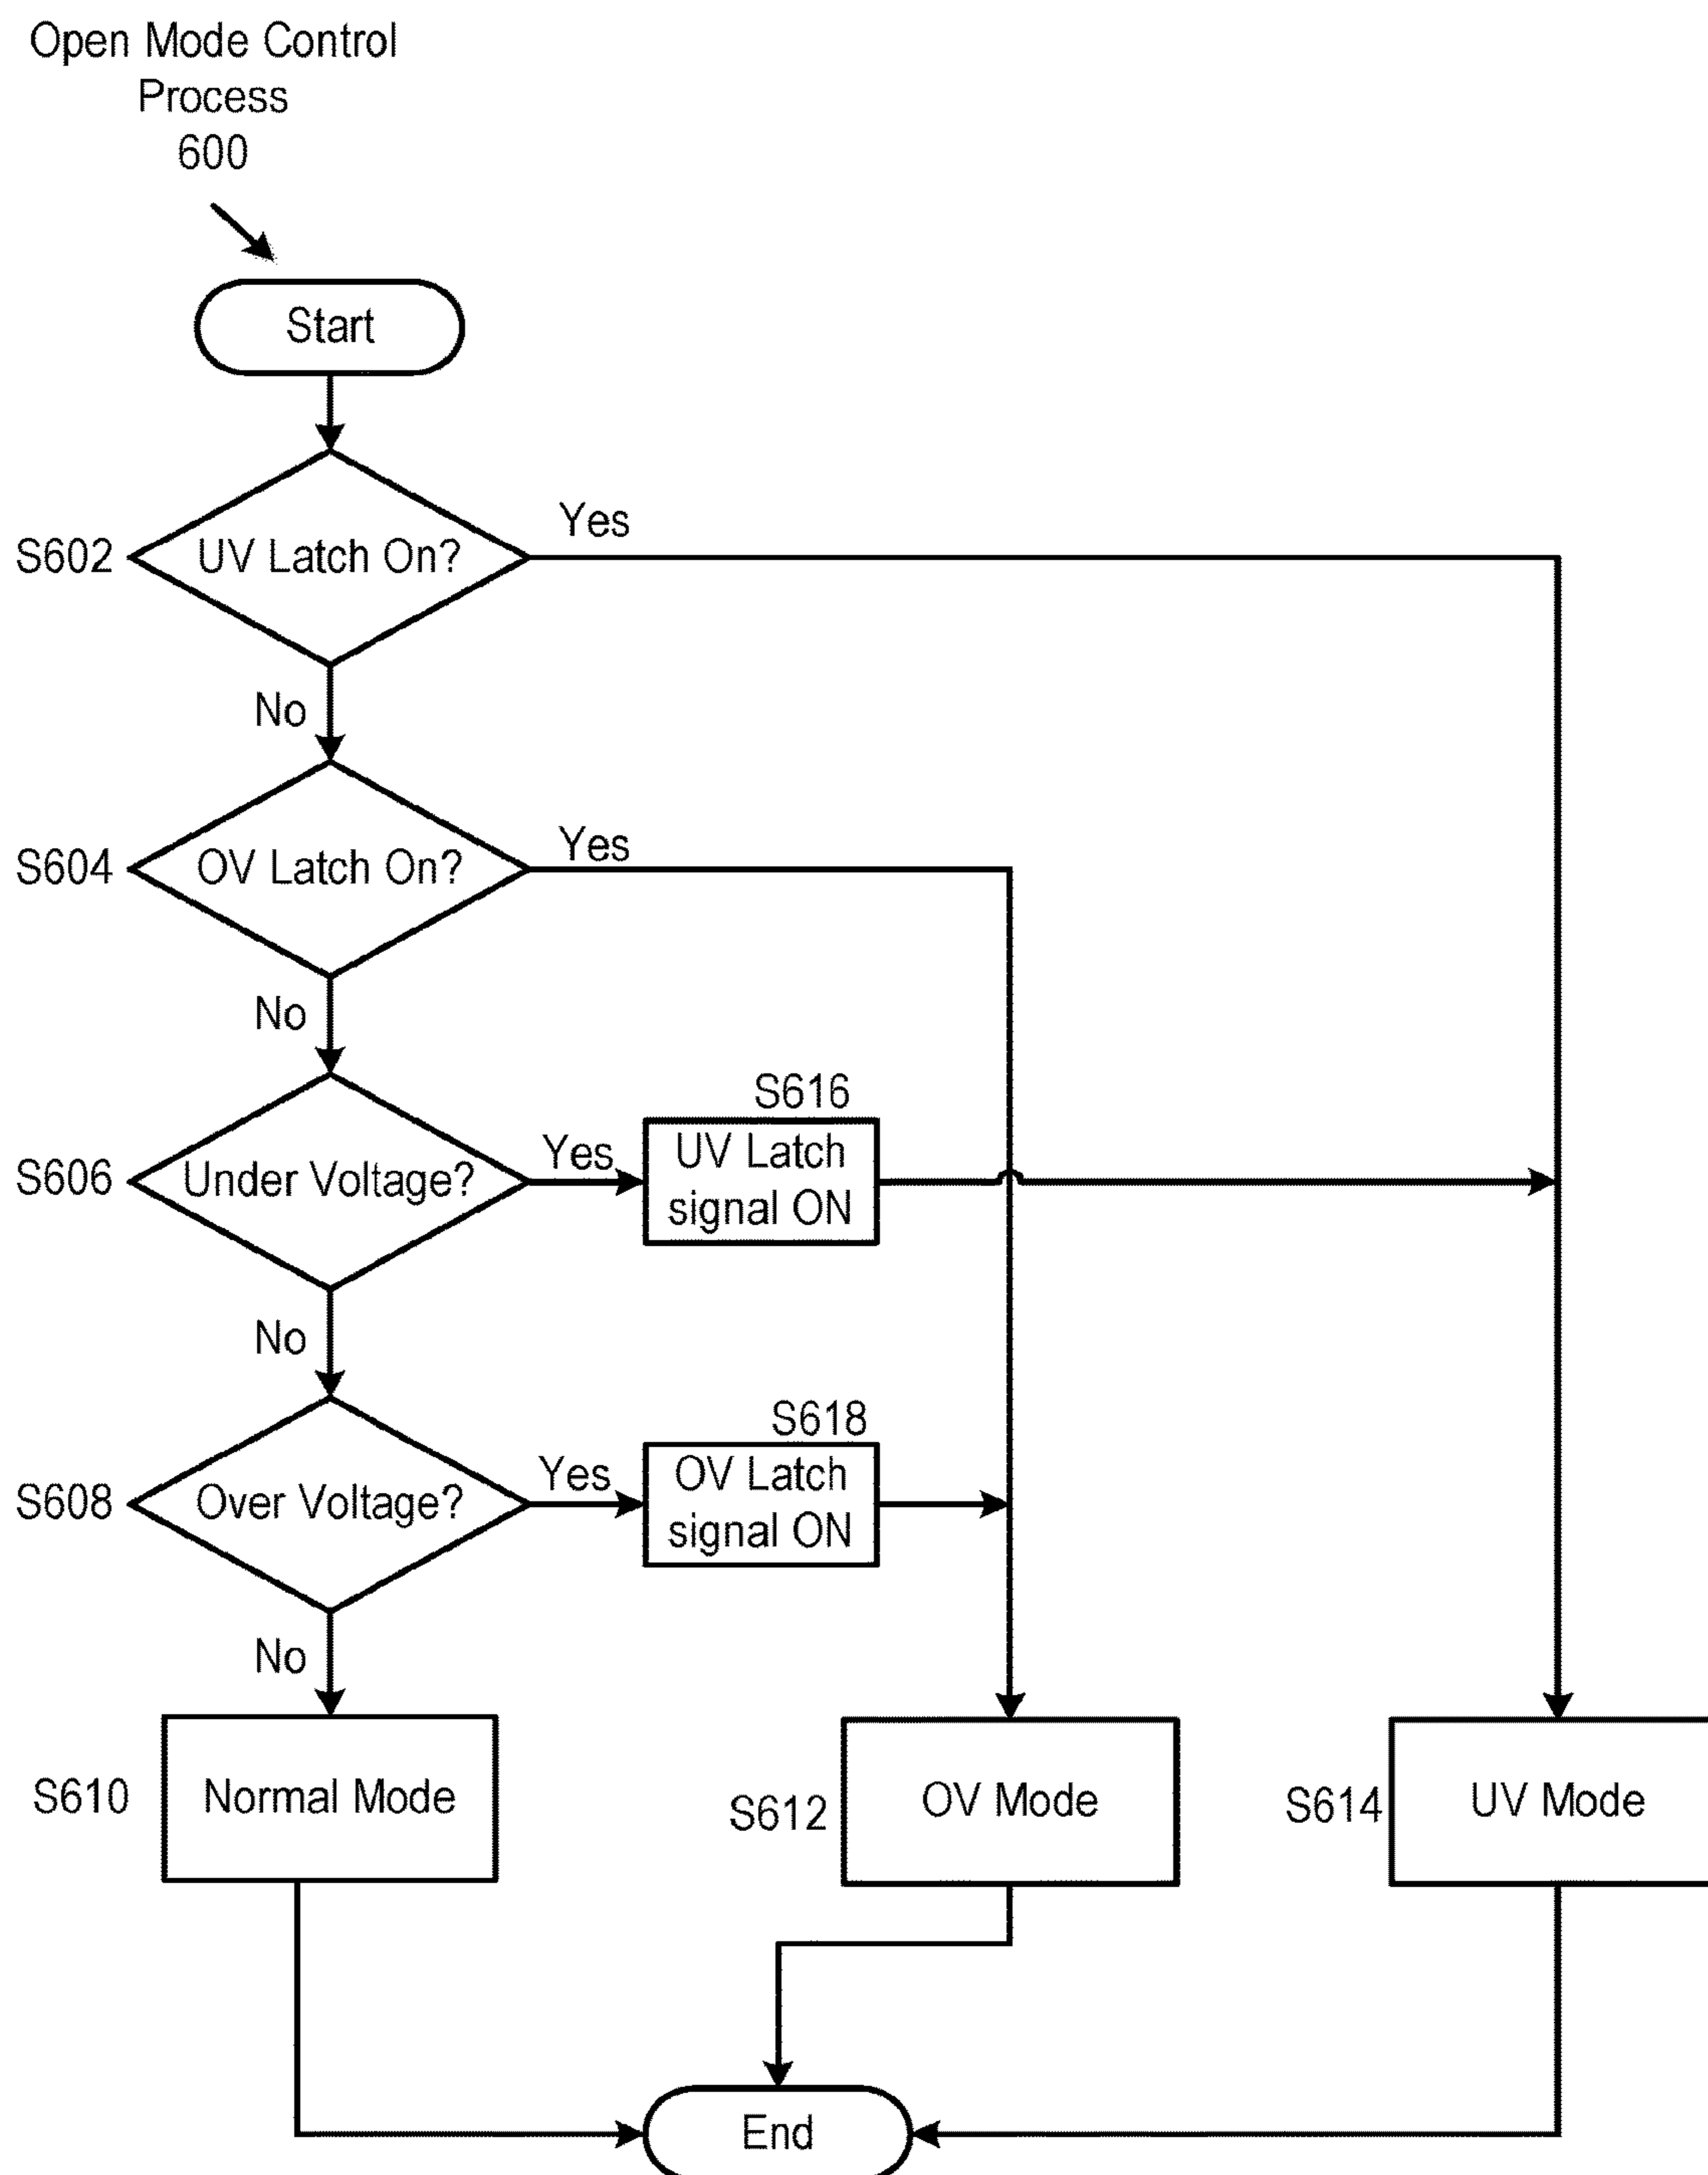 Open Mode Control
Process
600
Start
Yes
S602
UV Latch On?
No
Yes
S604
OV Latch On?
No
S616
S606
Under Voltage?
Yes
UV Latch
signal ON
No
S618
S608
Over Voltage?
Yes
OV Latch
signal ON
No
S610
Normal Mode
S612
OV Mode
S614
UV Mode
End